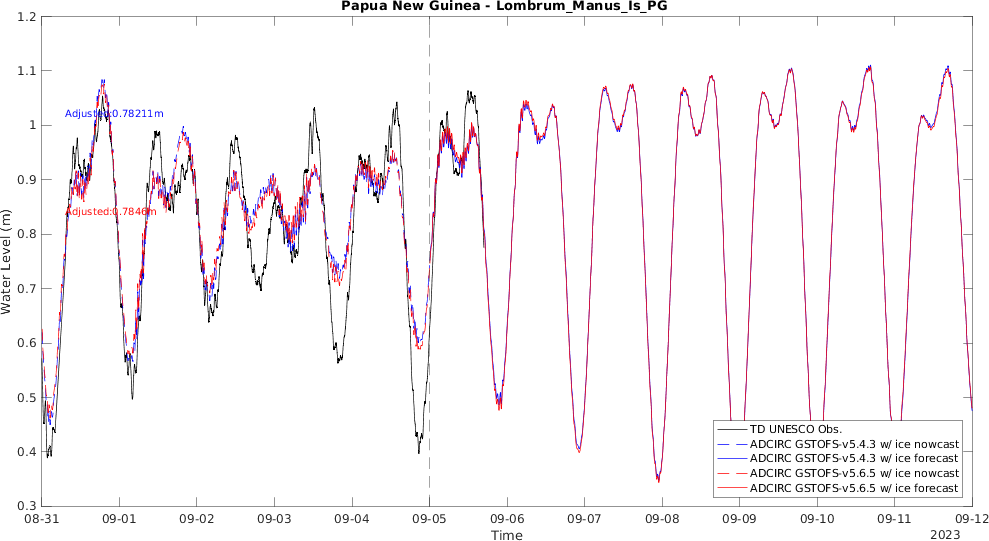 Papua New Guinea - Lombrum_Manus_Is_PG
1.2
1.1
1
0.9
0.8
0.7
0.6
0.5
0.4
0.3
Water Level (m)
Adjusted:0.78211m
Adjusted:0.7846m
TD UNESCO Obs.
ADCIRC GSTOFS-v5.4.3 w/ ice nowcast
ADCIRC GSTOFS-v5.4.3 w/ ice forecast
ADCIRC GSTOFS-v5.6.5 w/ ice nowcast
ADCIRC GSTOFS-v5.6.5 w/ ice forecast
08-31 09-01 09-02 09-03 09-04 09-05 09-06 09-07 09-08 09-09 09-10 09-11 09-12
Time
2023